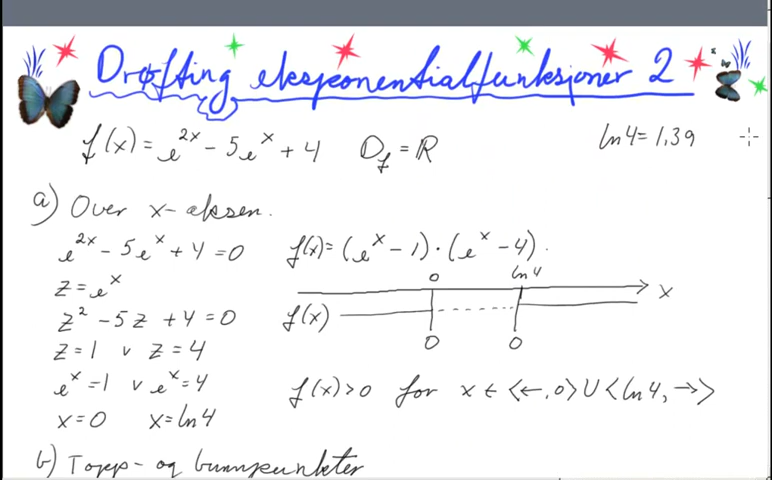 Drøfting eksponentialfunksjoner 2
f(x) = e^2x - 5e^x + 4   D_f = ℝ   ln4 = 1.39
a) Over x-aksen.
e^2x - 5e^x + 4 = 0   f(x) = (e^x - 1) · (e^x - 4).
z = e^x   0   ln4   x
z² - 5z + 4 = 0   f(x)
z = 1 v z = 4   0   0
e^x = 1 v e^x = 4   f(x) > 0 for x ∈ <←, 0> U <ln4, →>
x = 0   x = ln4
b) Topp- og bunnpunkter